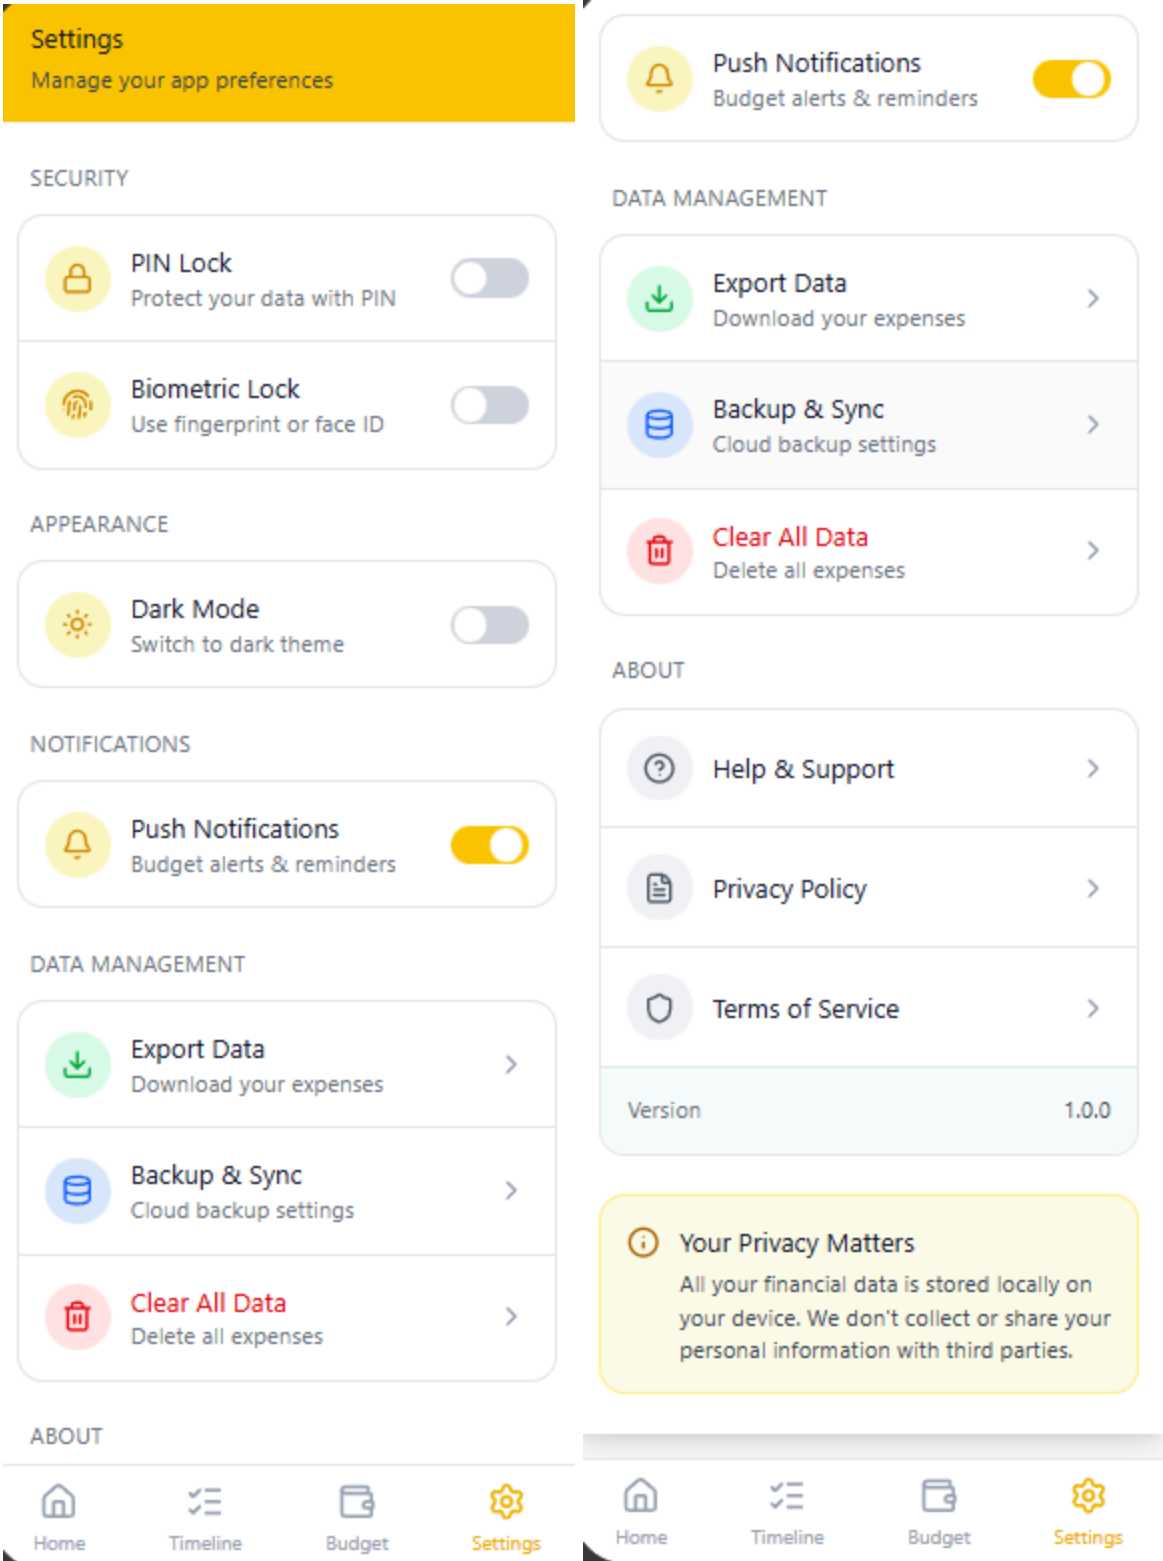 Settings
Manage your app preferences
SECURITY
PIN Lock
Protect your data with PIN
Biometric Lock
Use fingerprint or face ID
APPEARANCE
Dark Mode
Switch to dark theme
NOTIFICATIONS
Push Notifications
Budget alerts & reminders
DATA MANAGEMENT
Export Data
Download your expenses
Backup & Sync
Cloud backup settings
Clear All Data
Delete all expenses
ABOUT
Home
Timeline
Budget
Settings
Push Notifications
Budget alerts & reminders
DATA MANAGEMENT
Export Data
Download your expenses
Backup & Sync
Cloud backup settings
Clear All Data
Delete all expenses
ABOUT
Help & Support
Privacy Policy
Terms of Service
Version 1.0.0
Your Privacy Matters
All your financial data is stored locally on
your device. We don't collect or share your
personal information with third parties.
Home
Timeline
Budget
Settings